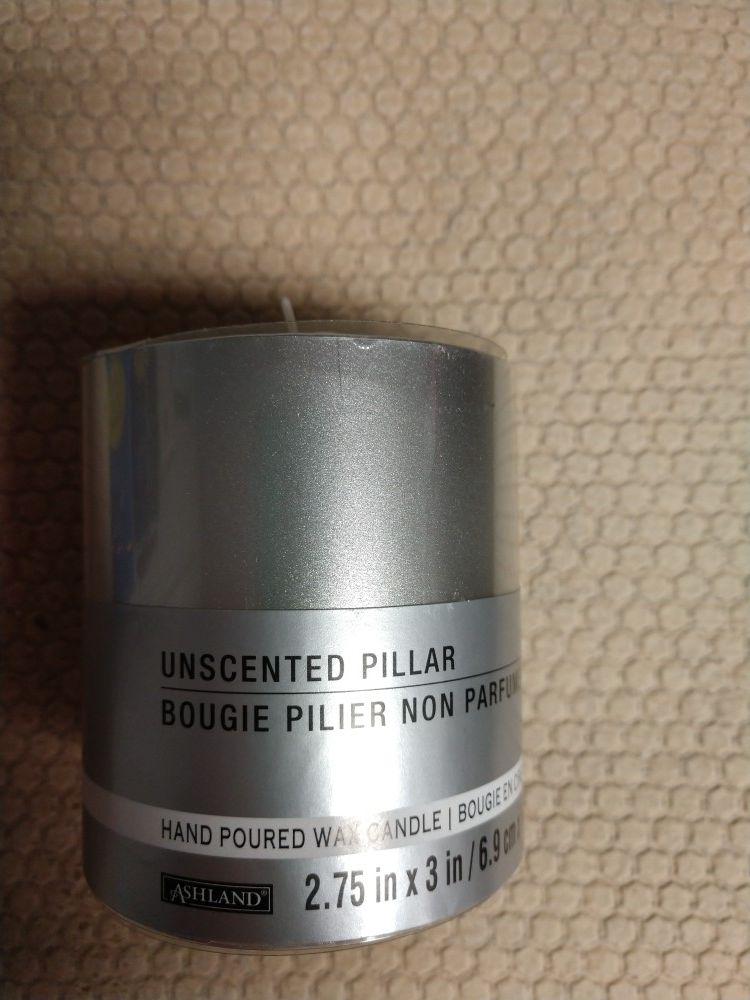 UNSCENTED PILLAR
BOUGIE PILIER NON
HAND POURED WAX CANDLE | BOUGIE EN
ASHLAND®
2.75 in x 3 in / 6.9 cm